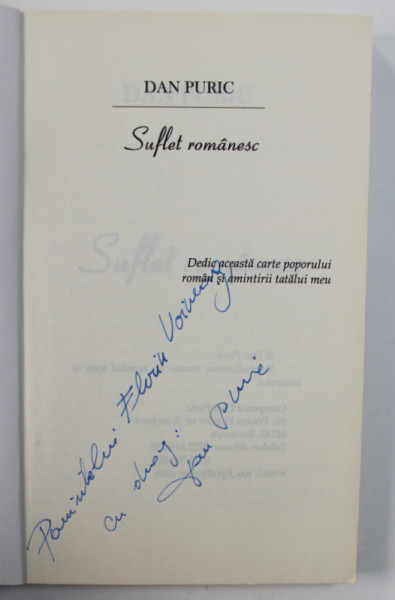 DAN PURIC
Suflet românesc
Dedic această carte poporului
român și amintirii tatălui meu
Părintelui Florin
cu drag,
Dan Puric